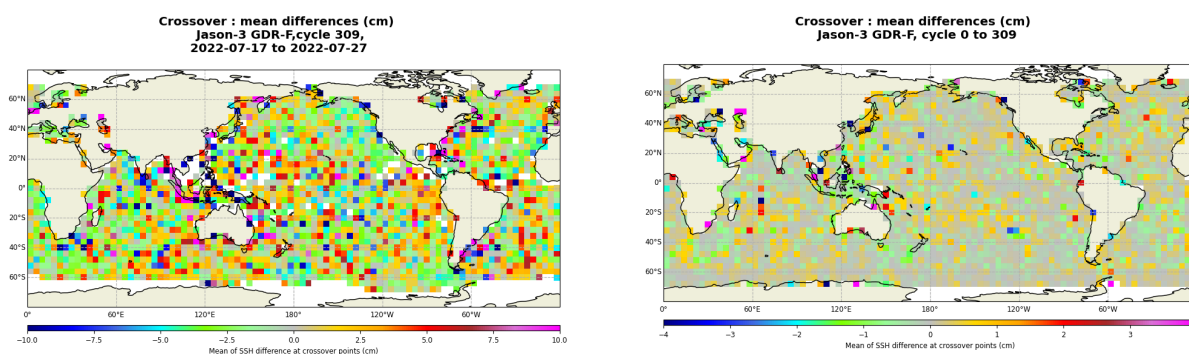 Crossover : mean differences (cm)
Jason-3 GDR-F,cycle 309,
2022-07-17 to 2022-07-27
60°N
40°N
20°N
0°
20°S
40°S
60°S
0°
60°E
120°E
180°
120°W
60°W
−10.0
−7.5
−5.0
−2.5
0.0
2.5
5.0
7.5
10.0
Mean of SSH difference at crossover points (cm)
Crossover : mean differences (cm)
Jason-3 GDR-F, cycle 0 to 309
60°N
40°N
20°N
0°
20°S
40°S
60°S
0°
60°E
120°E
180°
120°W
60°W
−4
−3
−2
−1
0
1
2
3
Mean of SSH difference at crossover points (cm)